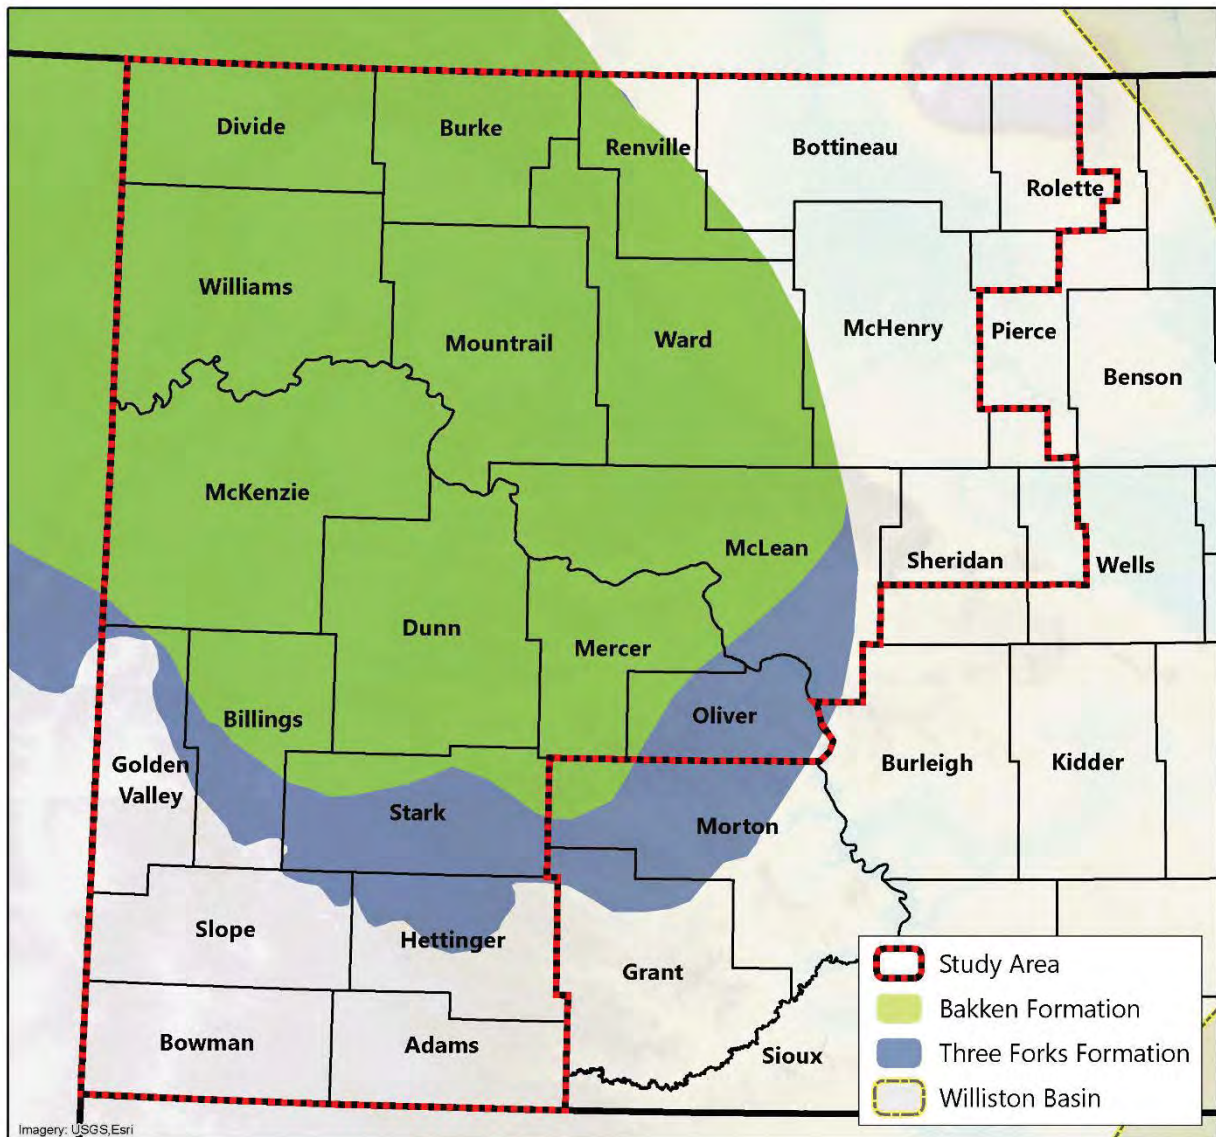 Divide
Burke
Renville
Bottineau
Rolette
Williams
Mountrail
Ward
McHenry
Pierce
Benson
McKenzie
McLean
Sheridan
Wells
Dunn
Mercer
Billings
Oliver
Golden
Valley
Burleigh
Kidder
Stark
Morton
Slope
Hettinger
Grant
Bowman
Adams
Sioux
Study Area
Bakken Formation
Three Forks Formation
Williston Basin
Imagery: USGS,Esri